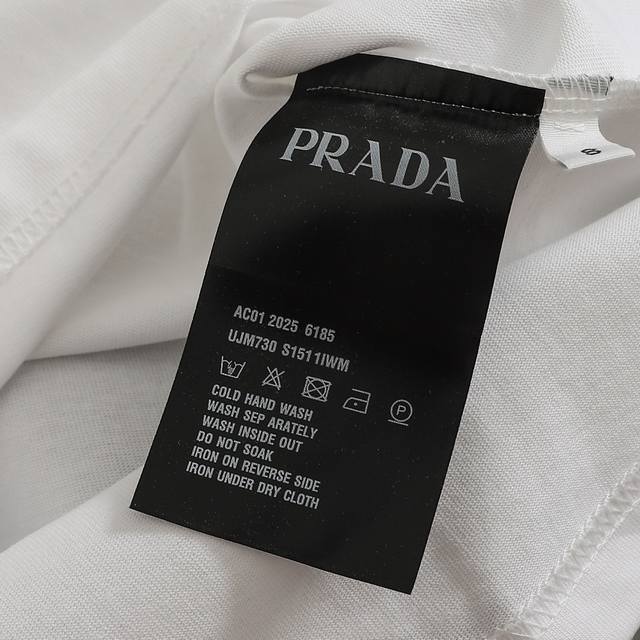 PRADA
AC01 2025 6185
UJM730 S1511IWM
P
COLD HAND WASH
WASH SEP ARATELY
WASH INSIDE OUT
DO NOT SOAK
IRON ON REVERSE SIDE
IRON UNDER DRY CLOTH